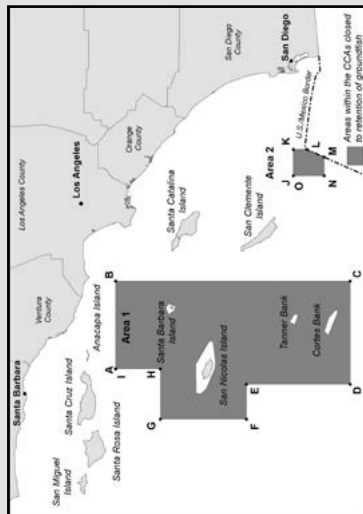 Santa Barbara
Ventura
County
Los Angeles County
Los Angeles
Orange
County
San Diego
County
San Diego
San Miguel
Island
Santa Cruz Island
Santa Rosa Island
Anacapa Island
Santa Catalina
Island
San Clemente
Island
Area 1
A
I
B
H
G
Santa Barbara
Island
San Nicolas Island
F
E
Tanner Bank
Cortes Bank
D
C
Area 2
J
K
O
L
N
M
U.S./Mexico Border
Areas within the CCAs closed
to retention of groundfish